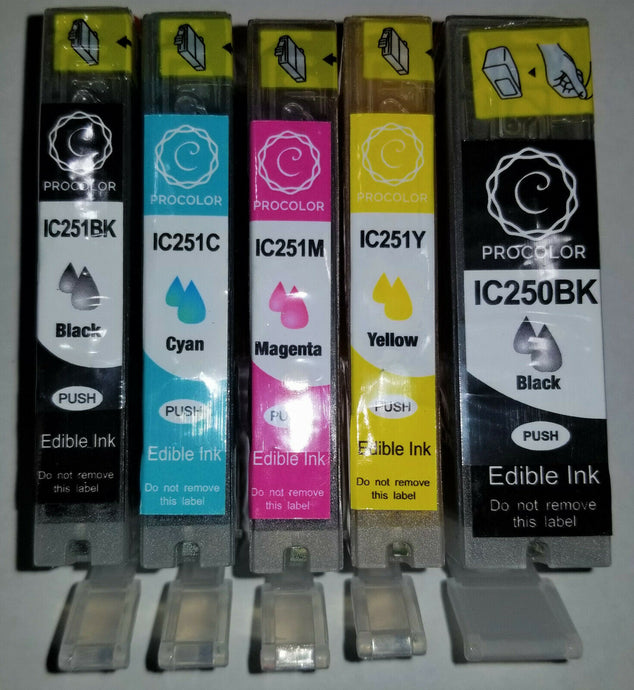 PROCOLOR
IC251BK
Black
PUSH
Edible Ink
Do not remove
this label
PROCOLOR
IC251C
Cyan
PUSH
Edible Ink
Do not remove
this label
PROCOLOR
IC251M
Magenta
PUSH
Edible Ink
Do not remove
this label
PROCOLOR
IC251Y
Yellow
PUSH
Edible Ink
Do not remove
this label
PROCOLOR
IC250BK
Black
PUSH
Edible Ink
Do not remove
this label